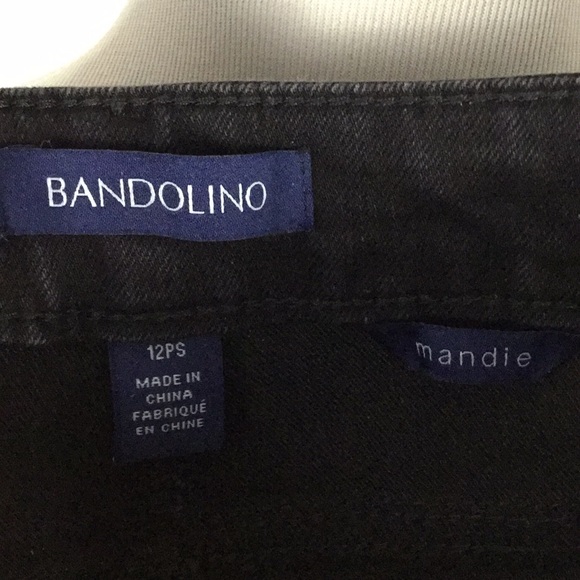 BANDOLINO
12PS
MADE IN
CHINA
FABRIQUÉ
EN CHINE
mandie